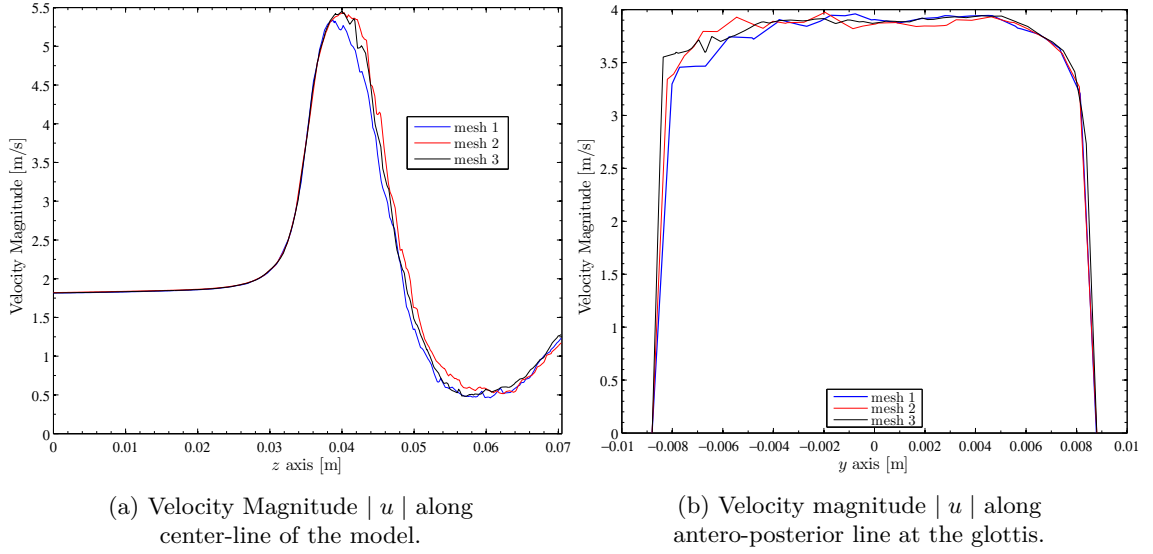 5.5
5
4.5
4
3.5
3
2.5
2
1.5
1
0.5
0
Velocity Magnitude [m/s]
mesh 1
mesh 2
mesh 3
0 0.01 0.02 0.03 0.04 0.05 0.06 0.07
z axis [m]
(a) Velocity Magnitude | u | along
center-line of the model.
4
3.5
3
2.5
2
1.5
1
0.5
0
Velocity Magnitude [m/s]
mesh 1
mesh 2
mesh 3
−0.01 −0.008 −0.006 −0.004 −0.002 0 0.002 0.004 0.006 0.008 0.01
y axis [m]
(b) Velocity magnitude | u | along
antero-posterior line at the glottis.